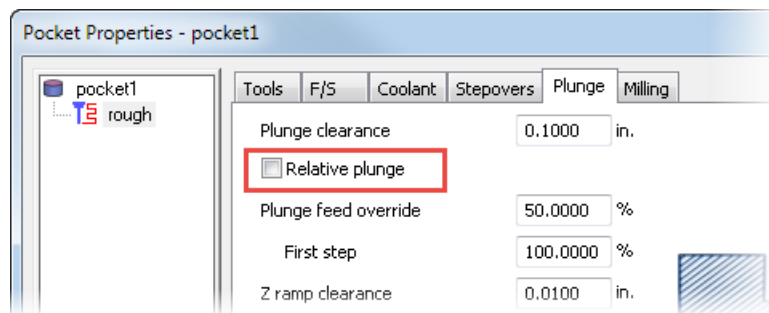 Pocket Properties - pocket1
pocket1
rough
Tools F/S Coolant Stepovers Plunge Milling
Plunge clearance 0.1000 in.
Relative plunge
Plunge feed override 50.0000 %
First step 100.0000 %
Z ramp clearance 0.0100 in.